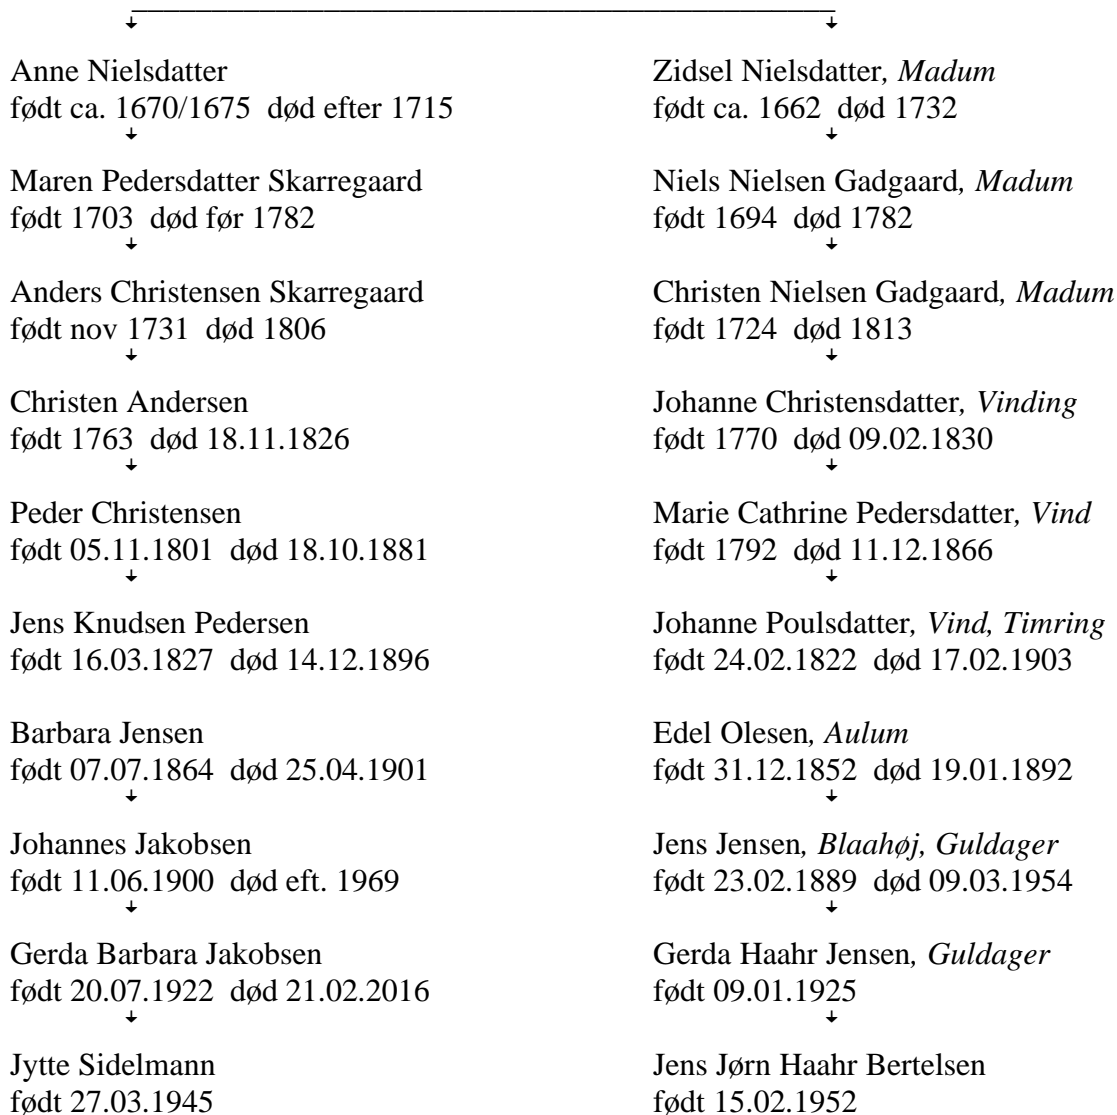 Anne Nielsdatter
født ca. 1670/1675  død efter 1715
Maren Pedersdatter Skarregaard
født 1703  død før 1782
Anders Christensen Skarregaard
født nov 1731  død 1806
Christen Andersen
født 1763  død 18.11.1826
Peder Christensen
født 05.11.1801  død 18.10.1881
Jens Knudsen Pedersen
født 16.03.1827  død 14.12.1896
Barbara Jensen
født 07.07.1864  død 25.04.1901
Johannes Jakobsen
født 11.06.1900  død eft. 1969
Gerda Barbara Jakobsen
født 20.07.1922  død 21.02.2016
Jytte Sidelmann
født 27.03.1945
Zidsel Nielsdatter, Madum
født ca. 1662  død 1732
Niels Nielsen Gadgaard, Madum
født 1694  død 1782
Christen Nielsen Gadgaard, Madum
født 1724  død 1813
Johanne Christensdatter, Vinding
født 1770  død 09.02.1830
Marie Cathrine Pedersdatter, Vind
født 1792  død 11.12.1866
Johanne Poulsdatter, Vind, Timring
født 24.02.1822  død 17.02.1903
Edel Olesen, Aulum
født 31.12.1852  død 19.01.1892
Jens Jensen, Blaahøj, Guldager
født 23.02.1889  død 09.03.1954
Gerda Haahr Jensen, Guldager
født 09.01.1925
Jens Jørn Haahr Bertelsen
født 15.02.1952